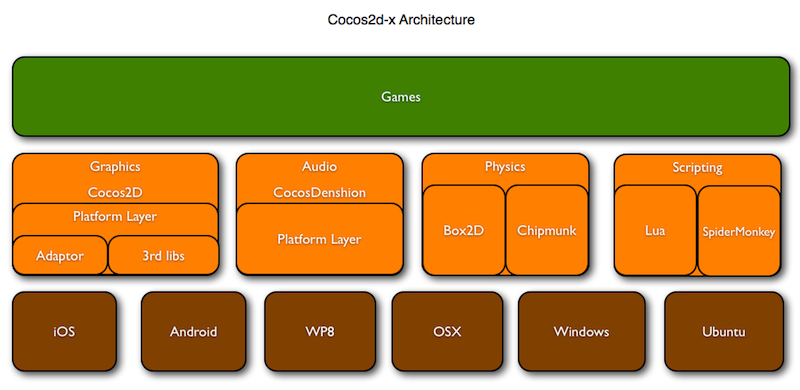 Cocos2d-x Architecture
Games
Graphics
Cocos2D
Platform Layer
Adaptor
3rd libs
Audio
CocosDenshion
Platform Layer
Physics
Box2D
Chipmunk
Scripting
Lua
SpiderMonkey
iOS
Android
WP8
OSX
Windows
Ubuntu